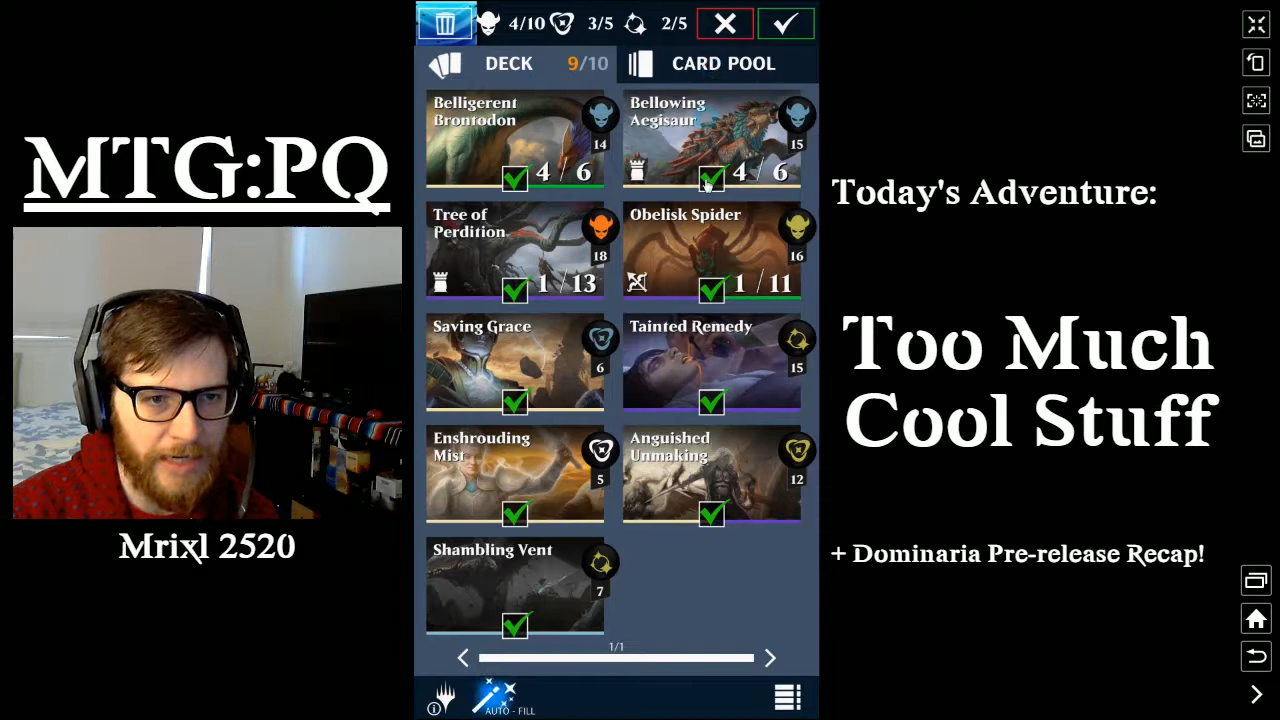 4/10 3/5 2/5
DECK 9/10 CARD POOL
MTG:PQ
Belligerent Brontodon
14
4 / 6
Bellowing Aegisaur
15
4 / 6
Tree of Perdition
18
1 / 13
Obelisk Spider
16
1 / 11
Saving Grace
6
Tainted Remedy
15
Enshrouding Mist
5
Anguished Unmaking
12
Shambling Vent
7
1/1
AUTO - FILL
Mrixl 2520
Today's Adventure:
Too Much
Cool Stuff
+ Dominaria Pre-release Recap!